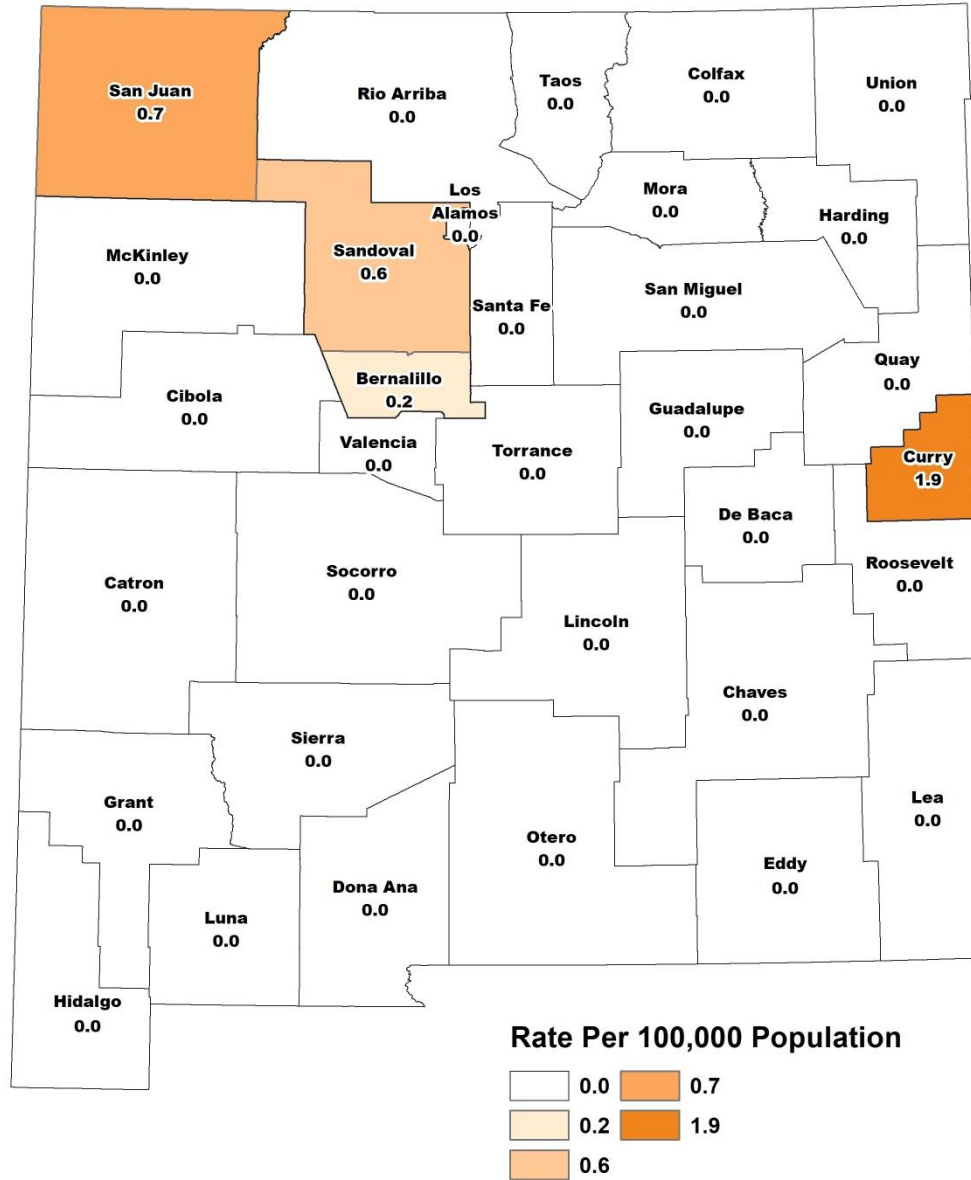 San Juan
0.7
Rio Arriba
0.0
Taos
0.0
Colfax
0.0
Union
0.0
Los
Alamos
0.0
Mora
0.0
Harding
0.0
McKinley
0.0
Sandoval
0.6
Santa Fe
0.0
San Miguel
0.0
Quay
0.0
Cibola
0.0
Bernalillo
0.2
Guadalupe
0.0
Valencia
0.0
Torrance
0.0
Curry
1.9
De Baca
0.0
Roosevelt
0.0
Catron
0.0
Socorro
0.0
Lincoln
0.0
Chaves
0.0
Sierra
0.0
Grant
0.0
Otero
0.0
Lea
0.0
Dona Ana
0.0
Eddy
0.0
Luna
0.0
Hidalgo
0.0
Rate Per 100,000 Population
0.0
0.7
0.2
1.9
0.6